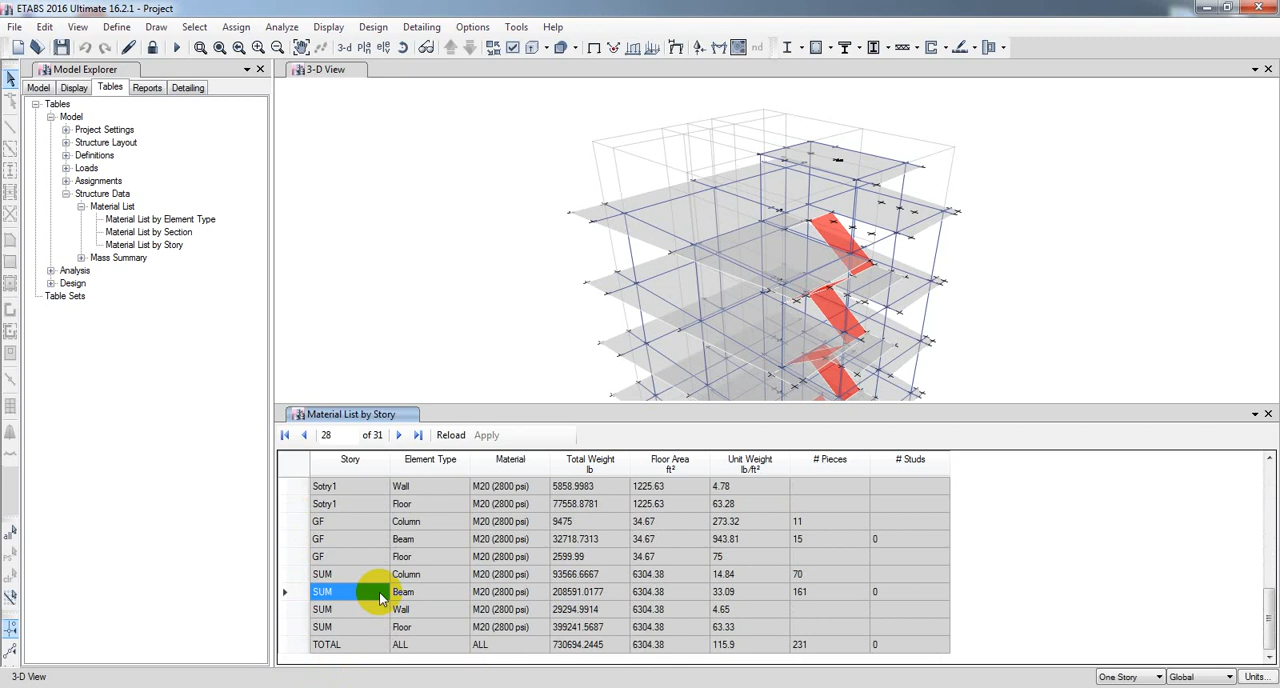 ETABS 2016 Ultimate 16.2.1 - Project
File Edit View Define Draw Select Assign Analyze Display Design Detailing Options Tools Help
3-d
nd
Model Explorer
3-D View
Model Display Tables Reports Detailing
Tables
Model
Project Settings
Structure Layout
Definitions
Loads
Assignments
Structure Data
Material List
Material List by Element Type
Material List by Section
Material List by Story
Mass Summary
Analysis
Design
Table Sets
Material List by Story
28 of 31 Reload Apply
Story Element Type Material Total Weight Floor Area Unit Weight # Pieces # Studs
lb ft² lb/ft²
Sotry1 Wall M20 (2800 psi) 5858.9983 1225.63 4.78
Sotry1 Floor M20 (2800 psi) 77558.8781 1225.63 63.28
GF Column M20 (2800 psi) 9475 34.67 273.32 11
GF Beam M20 (2800 psi) 32718.7313 34.67 943.81 15 0
GF Floor M20 (2800 psi) 2599.99 34.67 75
SUM Column M20 (2800 psi) 93566.6667 6304.38 14.84 70
SUM Beam M20 (2800 psi) 208591.0177 6304.38 33.09 161 0
SUM Wall M20 (2800 psi) 29294.9914 6304.38 4.65
SUM Floor M20 (2800 psi) 399241.5687 6304.38 63.33
TOTAL ALL ALL 730694.2445 6304.38 115.9 231 0
3-D View
One Story Global Units...